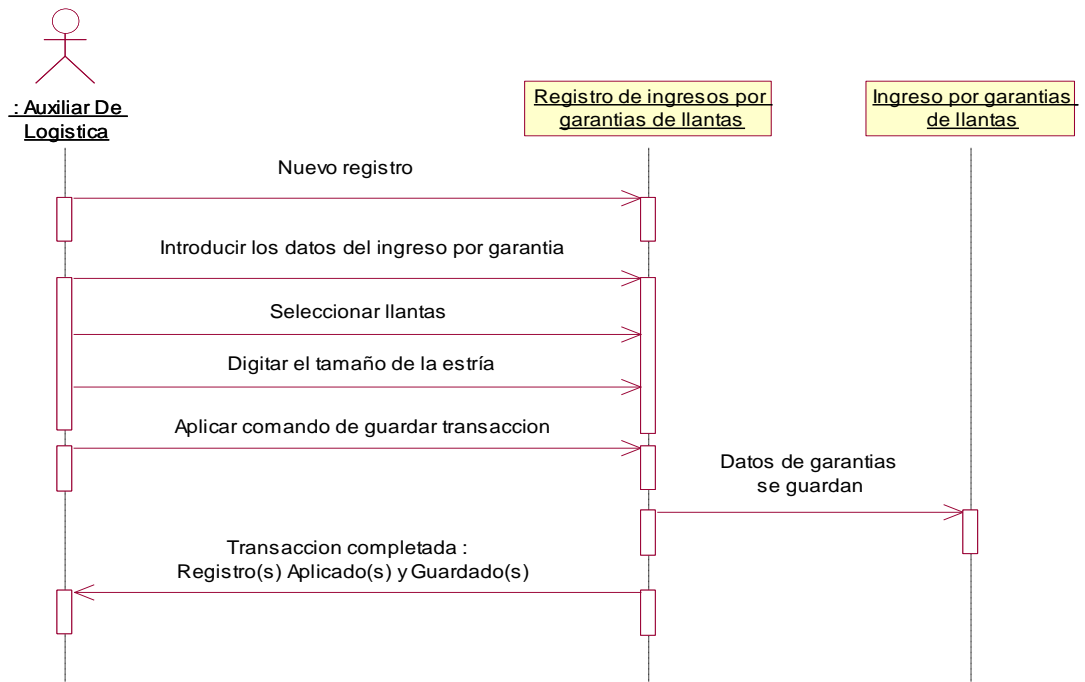 : Auxiliar De
Logistica
Registro de ingresos por
garantias de llantas
Ingreso por garantias
de llantas
Nuevo registro
Introducir los datos del ingreso por garantia
Seleccionar llantas
Digitar el tamaño de la estría
Aplicar comando de guardar transaccion
Datos de garantias
se guardan
Transaccion completada :
Registro(s) Aplicado(s) y Guardado(s)